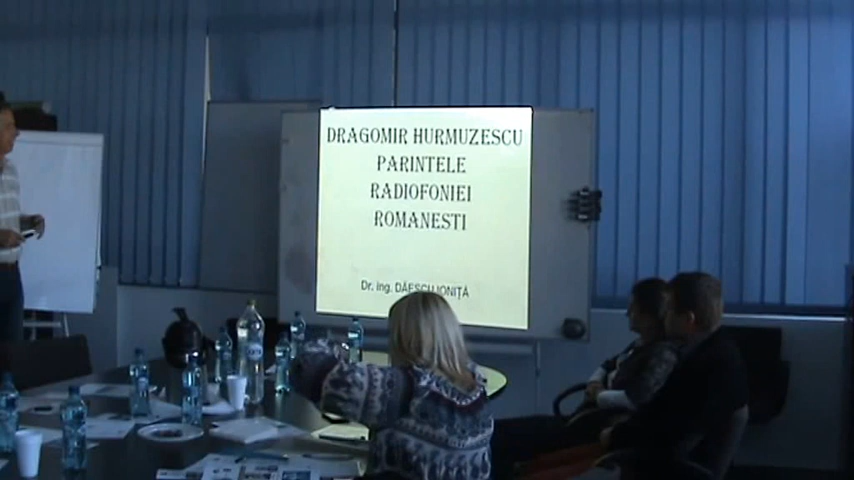 DRAGOMIR HURMUZESCU
PARINTELE
RADIOFONIEI
ROMANESTI
Dr. ing. DĂESCU IONIȚĂ